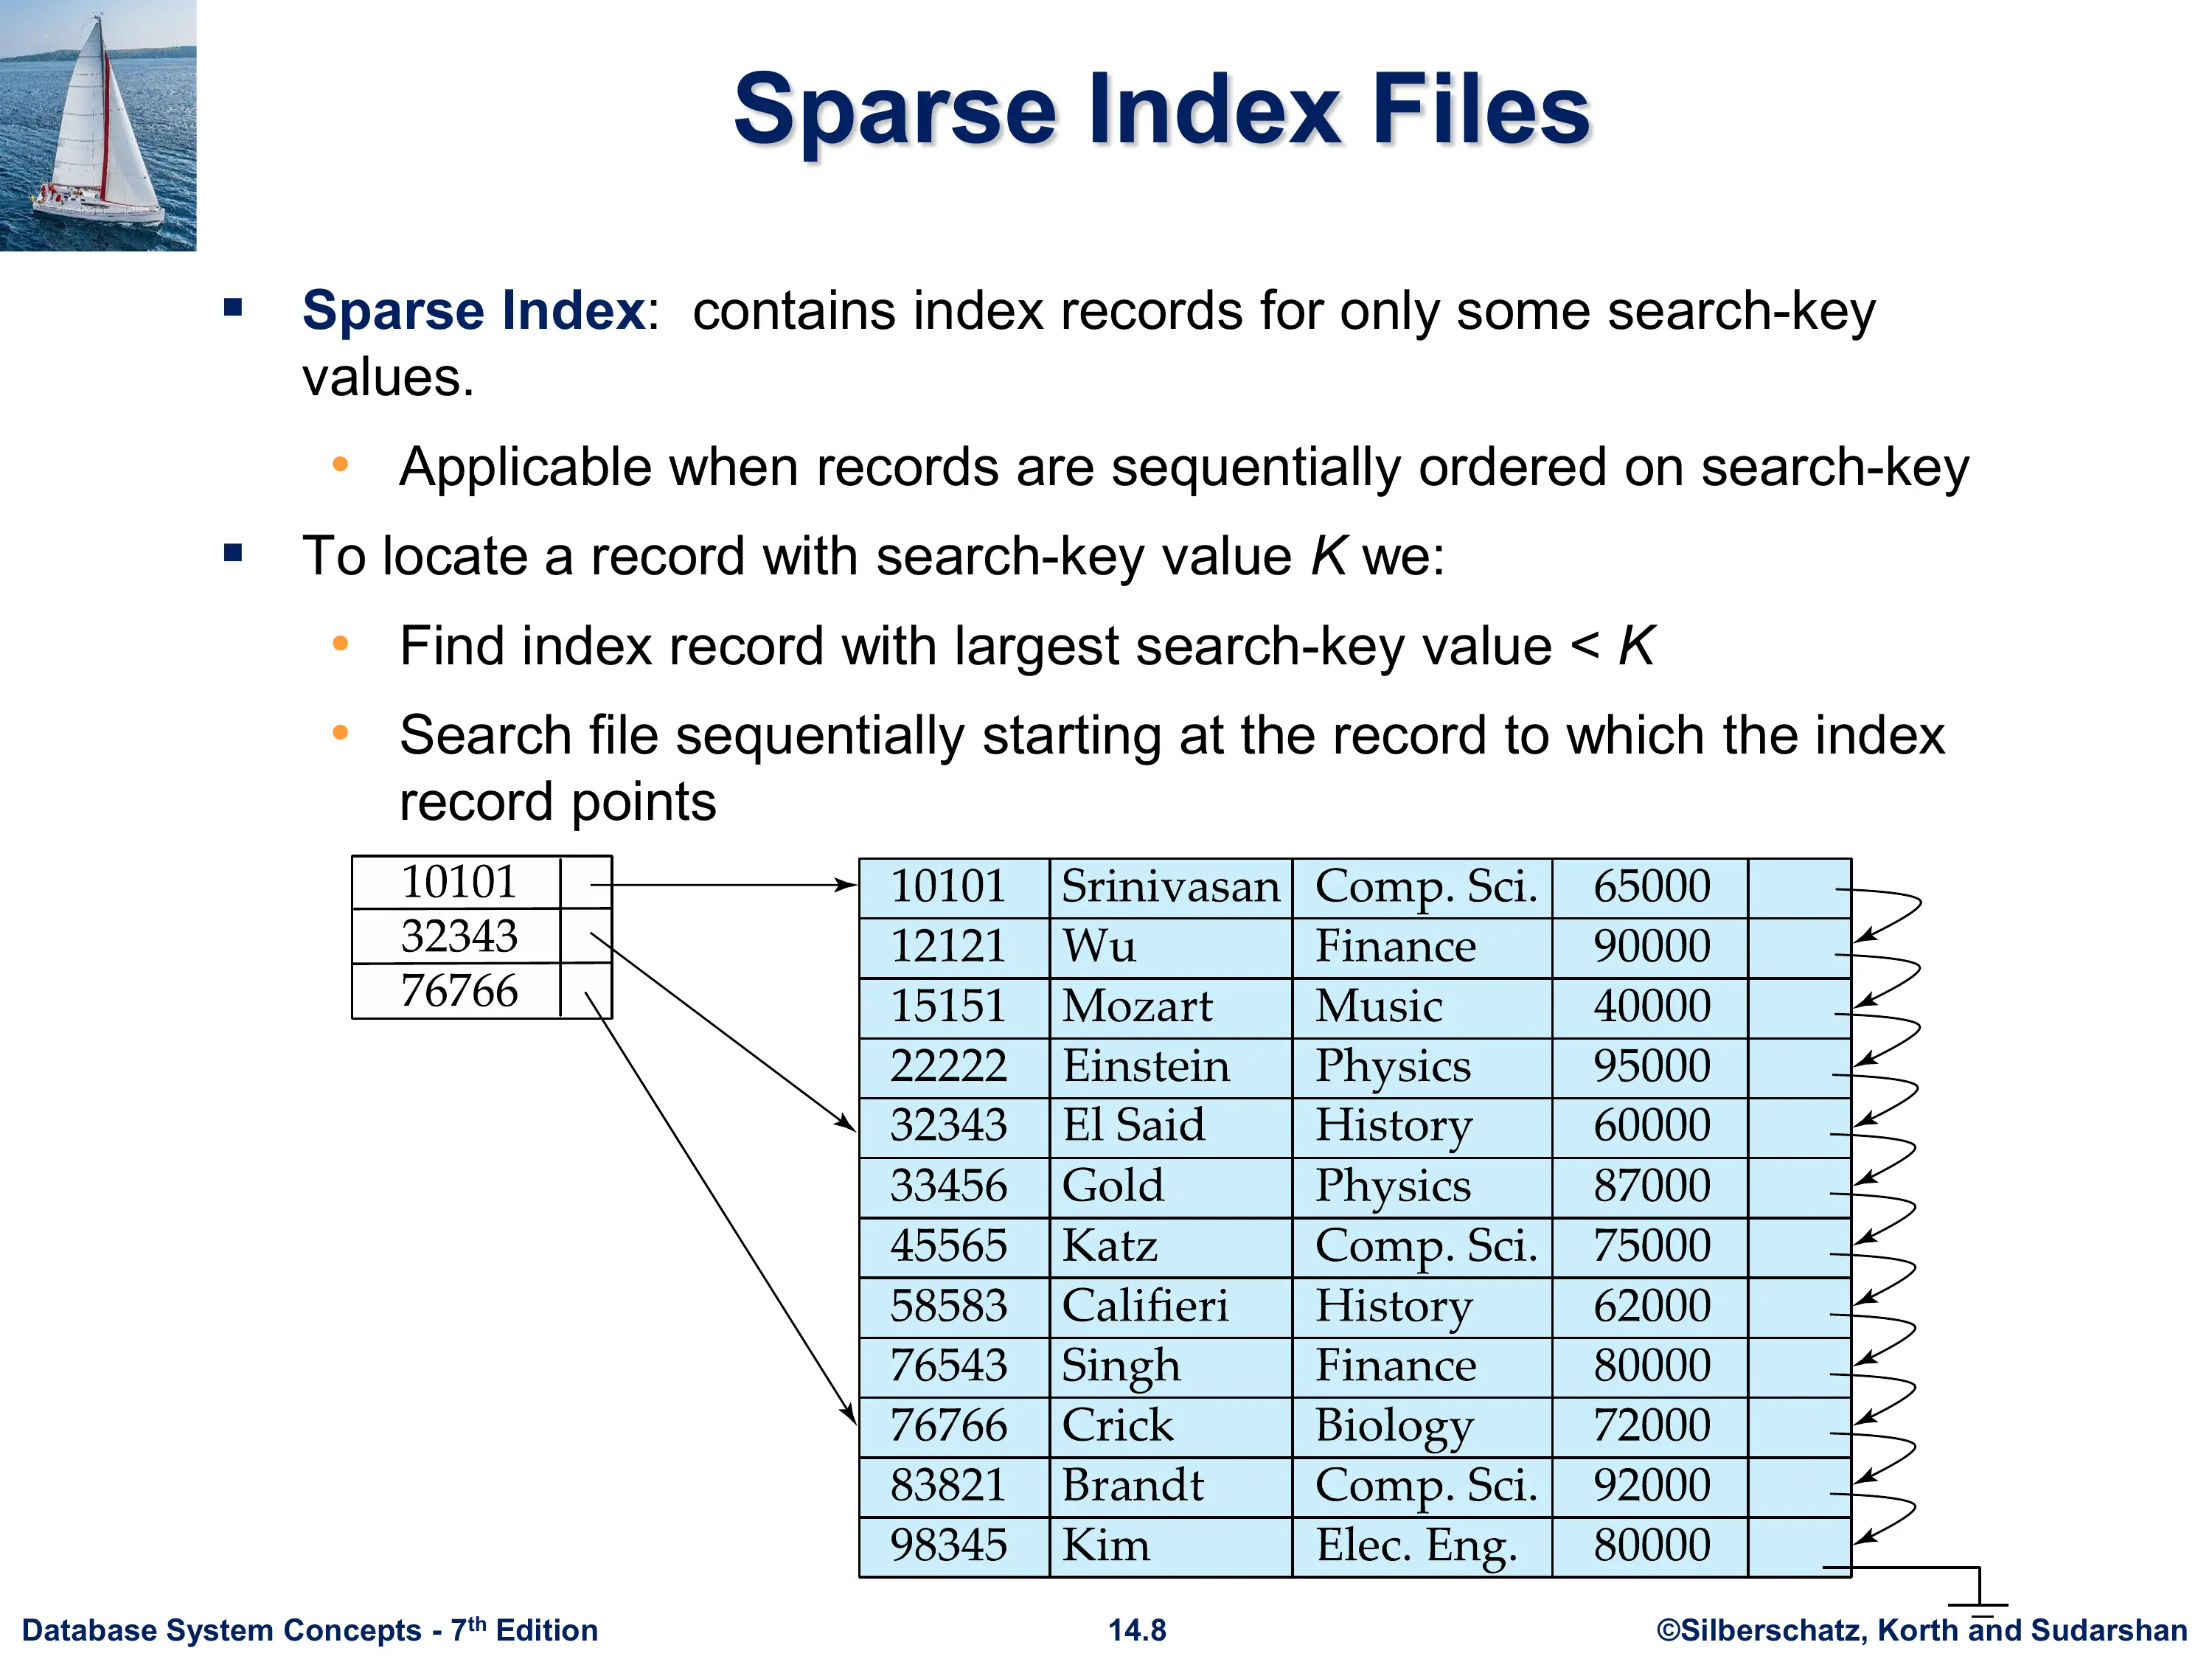 Sparse Index Files
▪ Sparse Index: contains index records for only some search-key
values.
• Applicable when records are sequentially ordered on search-key
▪ To locate a record with search-key value K we:
• Find index record with largest search-key value < K
• Search file sequentially starting at the record to which the index
record points
10101
32343
76766
10101 Srinivasan Comp. Sci. 65000
12121 Wu Finance 90000
15151 Mozart Music 40000
22222 Einstein Physics 95000
32343 El Said History 60000
33456 Gold Physics 87000
45565 Katz Comp. Sci. 75000
58583 Califieri History 62000
76543 Singh Finance 80000
76766 Crick Biology 72000
83821 Brandt Comp. Sci. 92000
98345 Kim Elec. Eng. 80000
Database System Concepts - 7th Edition 14.8 ©Silberschatz, Korth and Sudarshan